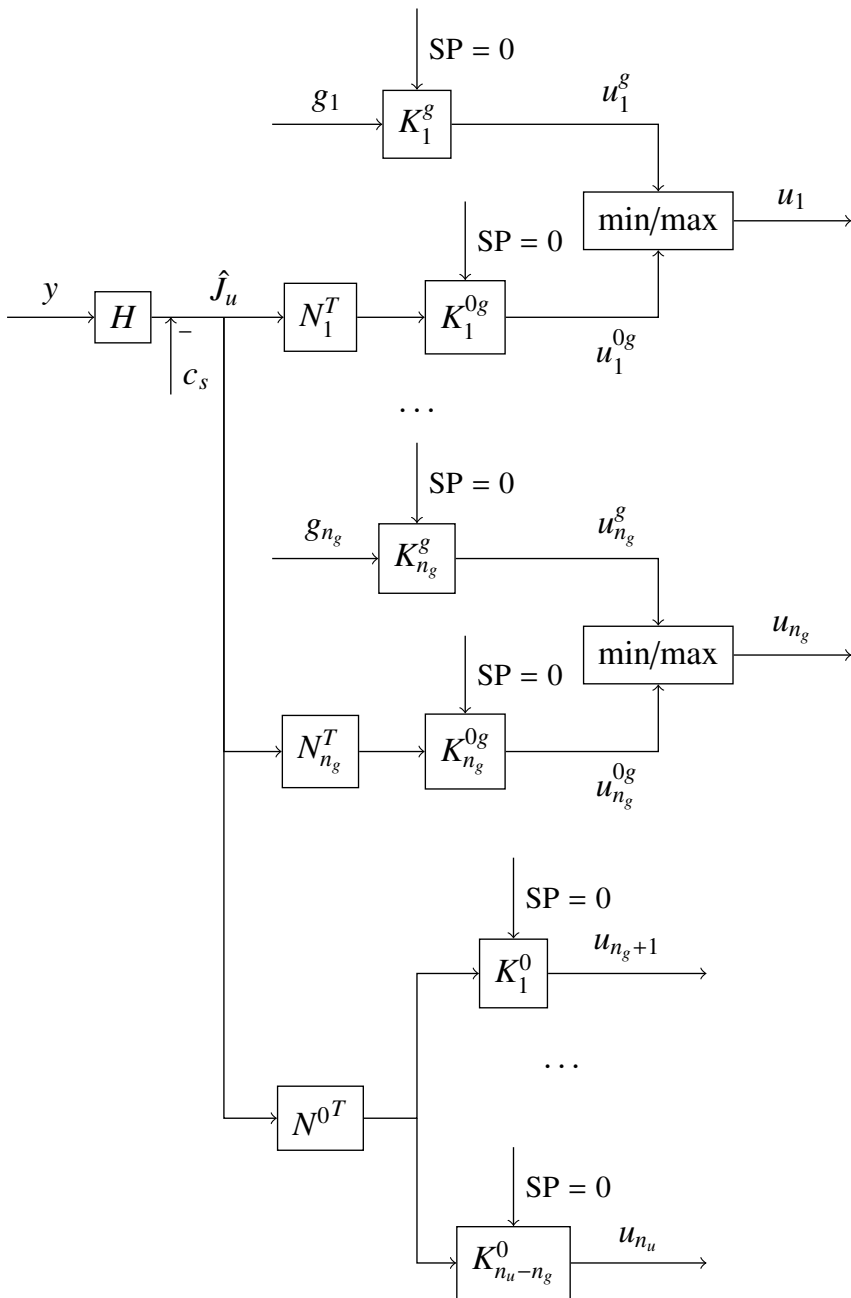 SP = 0
g_1
K_1^g
u_1^g
u_1
min/max
SP = 0
y
H
Ĵ_u
N_1^T
K_1^{0g}
u_1^{0g}
−
c_s
...
SP = 0
g_{n_g}
K_{n_g}^g
u_{n_g}^g
u_{n_g}
min/max
SP = 0
N_{n_g}^T
K_{n_g}^{0g}
u_{n_g}^{0g}
SP = 0
u_{n_g+1}
K_1^0
...
N^{0^T}
SP = 0
u_{n_u}
K_{n_u−n_g}^0